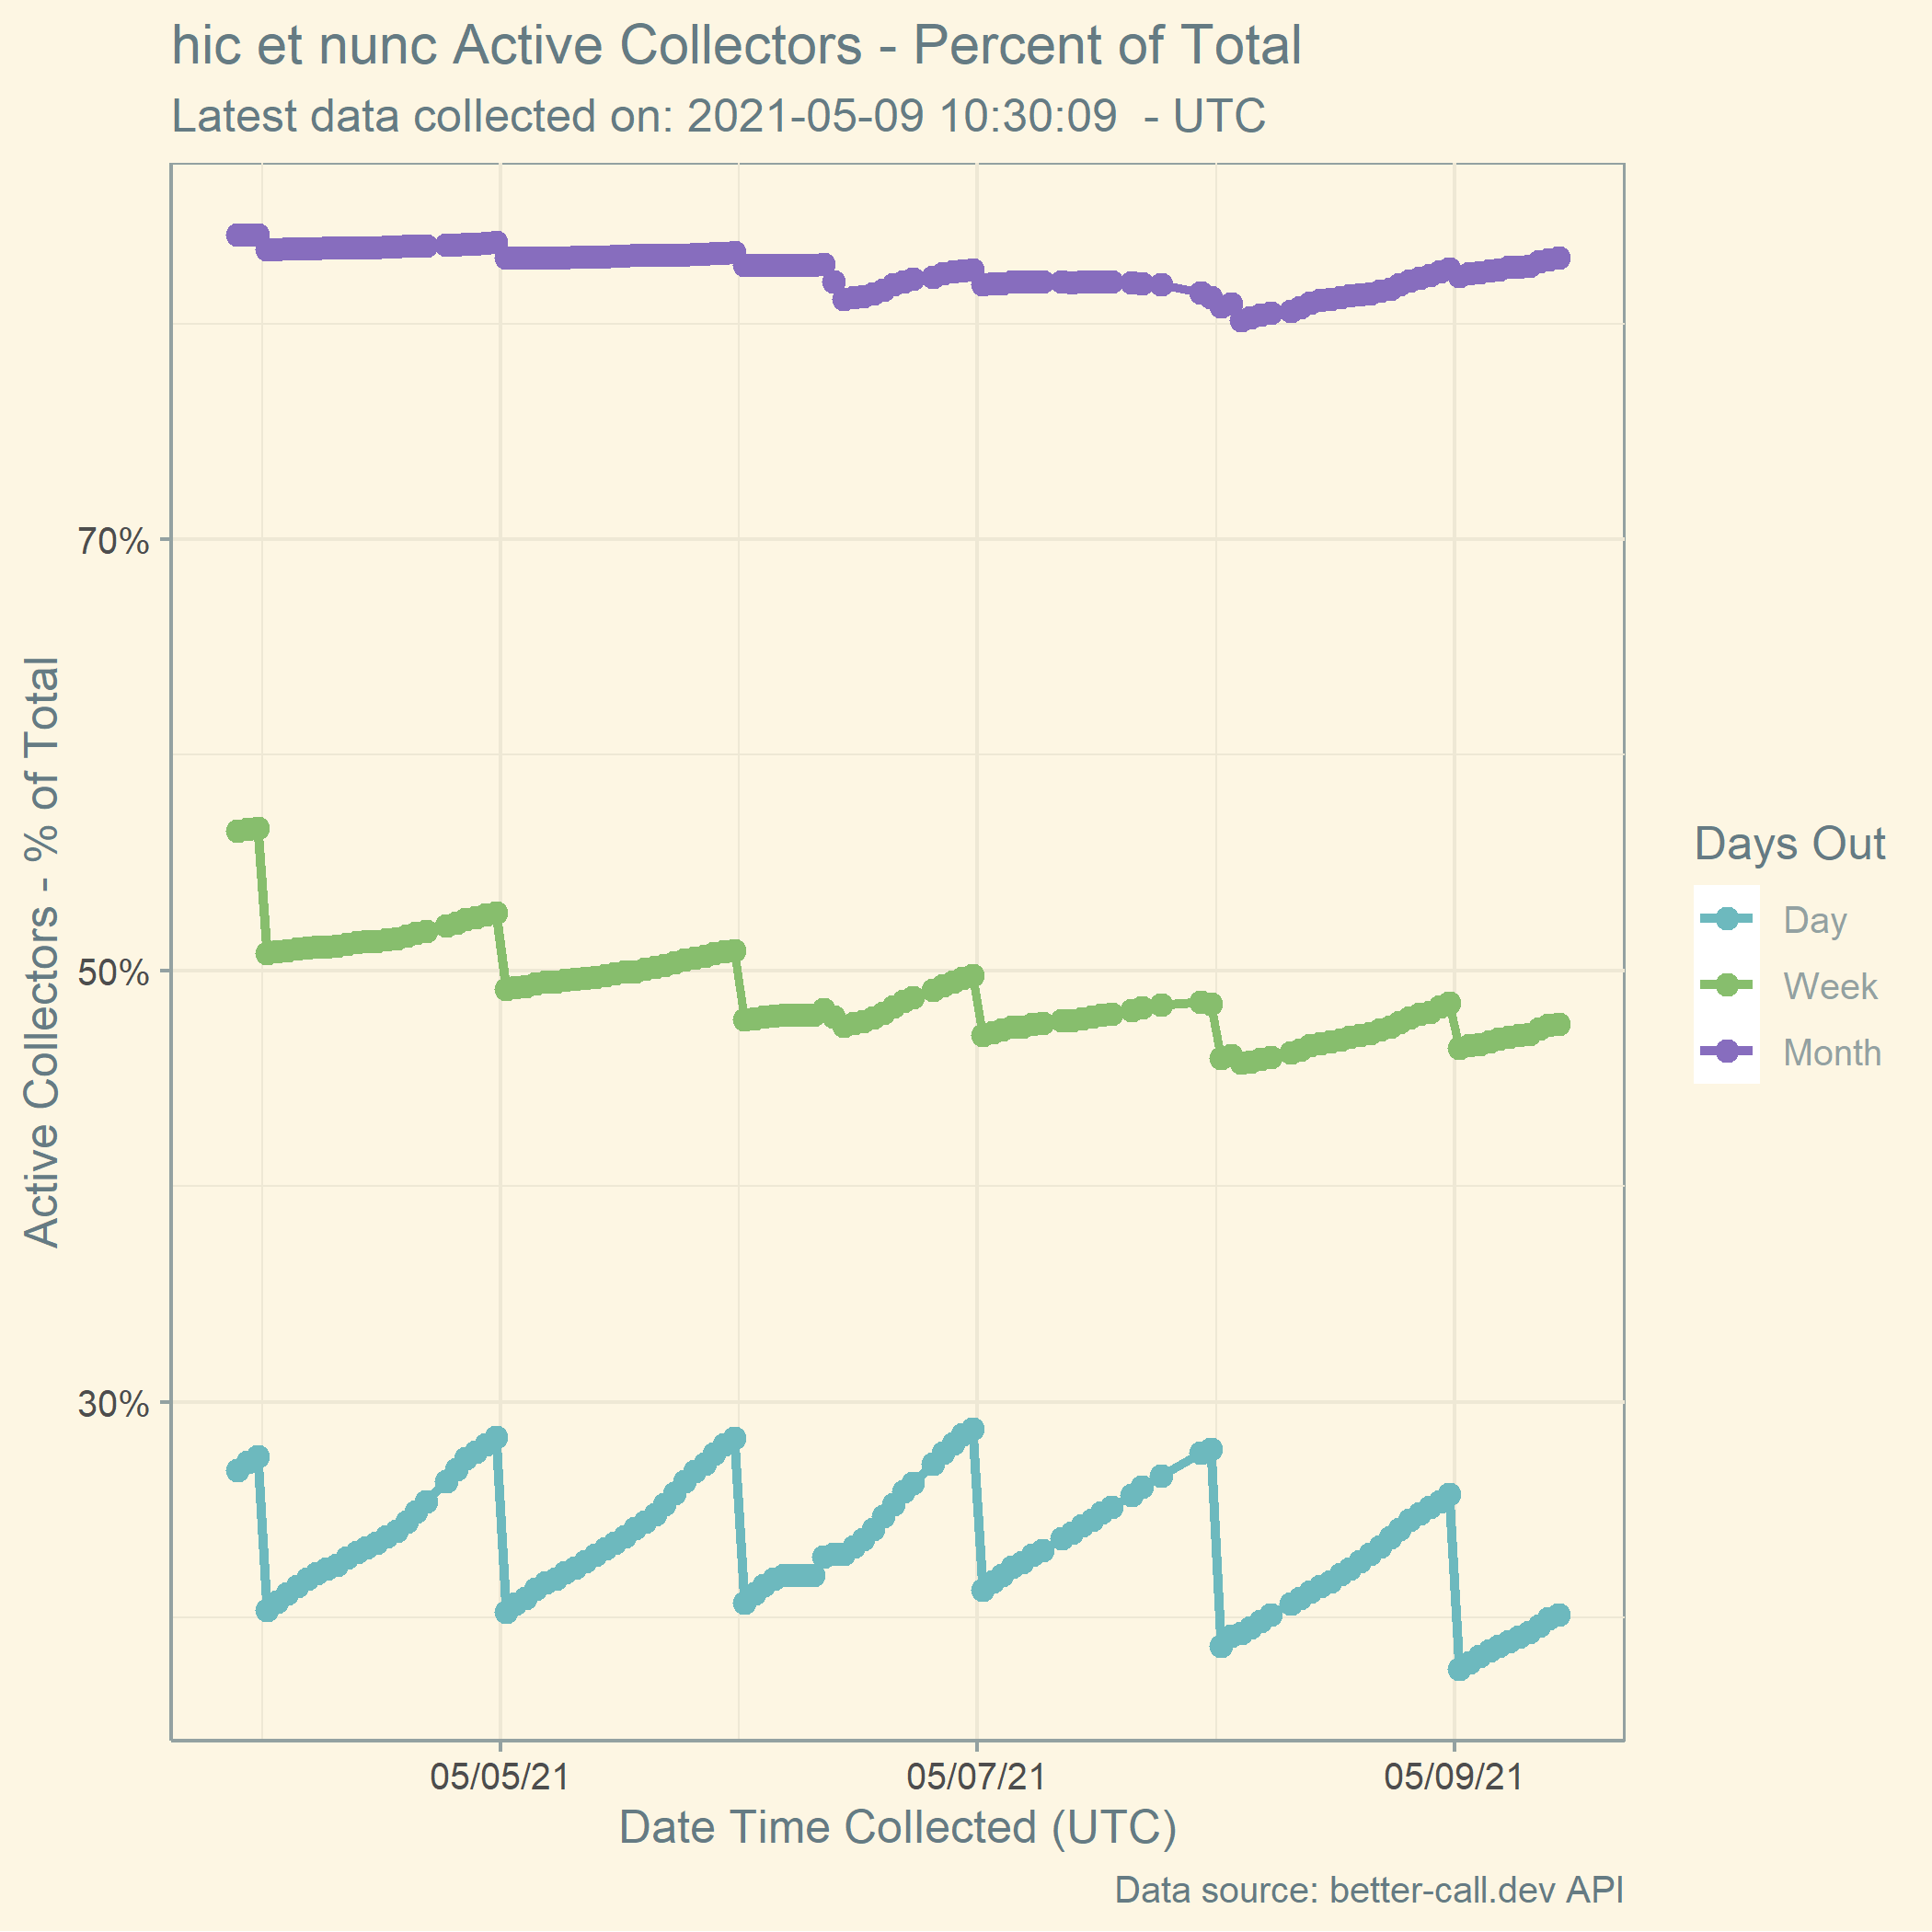 hic et nunc Active Collectors - Percent of Total
Latest data collected on: 2021-05-09 10:30:09  - UTC
Active Collectors - % of Total
70%
50%
30%
05/05/21
05/07/21
05/09/21
Date Time Collected (UTC)
Days Out
Day
Week
Month
Data source: better-call.dev API